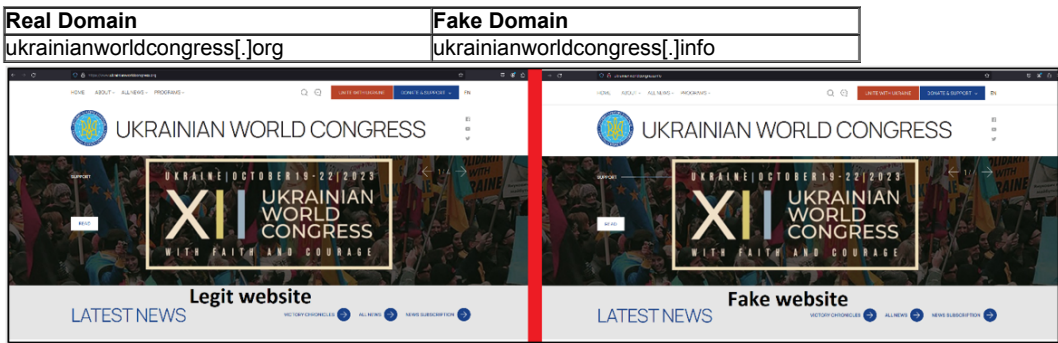 Real Domain Fake Domain
ukrainianworldcongress[.]org ukrainianworldcongress[.]info
HOME ABOUT ALL NEWS PROGRAMS UNITE WITH UKRAINE DONATE & SUPPORT EN
UKRAINIAN WORLD CONGRESS
SUPPORT
UKRAINE|OCTOBER 19-22|2023
1/4
XII UKRAINIAN
WORLD
CONGRESS
READ
WITH FAITH AND COURAGE
Legit website
LATEST NEWS VICTORY CHRONICLES ALL NEWS NEWS SUBSCRIPTION
HOME ABOUT ALL NEWS PROGRAMS UNITE WITH UKRAINE DONATE & SUPPORT EN
UKRAINIAN WORLD CONGRESS
SUPPORT
UKRAINE|OCTOBER 19-22|2023
1/4
XII UKRAINIAN
WORLD
CONGRESS
READ
WITH FAITH AND COURAGE
Fake website
LATEST NEWS VICTORY CHRONICLES ALL NEWS NEWS SUBSCRIPTION